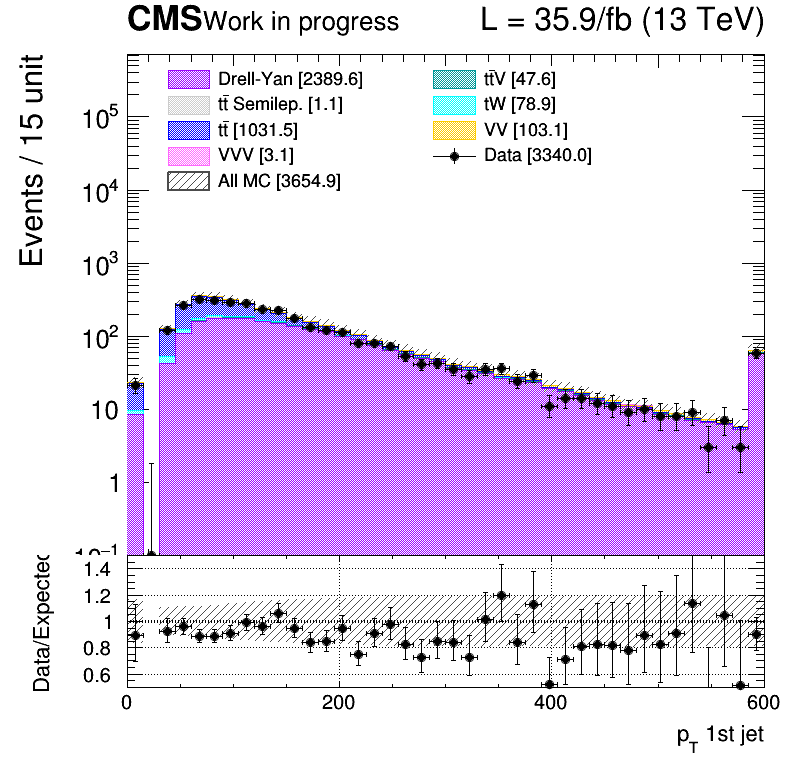 CMS Work in progress L = 35.9/fb (13 TeV)
Events / 15 unit
Drell-Yan [2389.6]
tt̄ Semilep. [1.1]
tt̄ [1031.5]
VVV [3.1]
All MC [3654.9]
tt̄V [47.6]
tW [78.9]
VV [103.1]
Data [3340.0]
10⁵
10⁴
10³
10²
10
1
10⁻¹
Data/Expected
1.4
1.2
1
0.8
0.6
0 200 400 600
p_T 1st jet